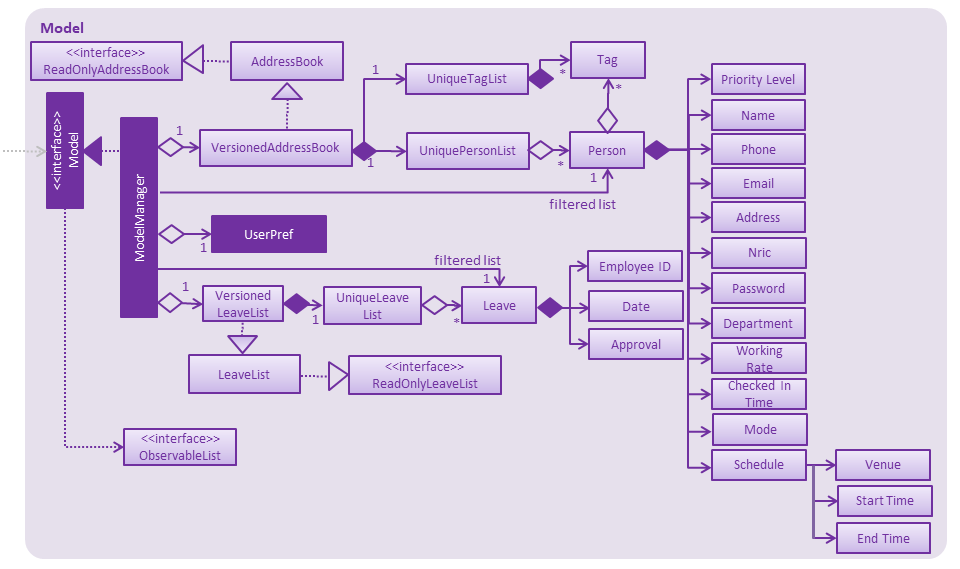 Model
<<interface>>
ReadOnlyAddressBook
AddressBook
1
UniqueTagList
*
Tag
*
Priority Level
<<interface>>
Model
ModelManager
1
VersionedAddressBook
1
UniquePersonList
*
Person
1
filtered list
Name
Phone
Email
Address
Nric
Password
Department
Working
Rate
Checked In
Time
Mode
Schedule
Venue
Start Time
End Time
1
UserPref
filtered list
1
1
Versioned
LeaveList
1
UniqueLeave
List
*
Leave
Employee ID
Date
Approval
LeaveList
<<interface>>
ReadOnlyLeaveList
<<interface>>
ObservableList